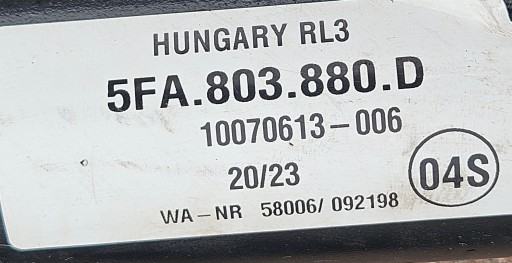 HUNGARY RL3
5FA.803.880.D
10070613-006
20/23
04S
WA-NR 58006/ 092198